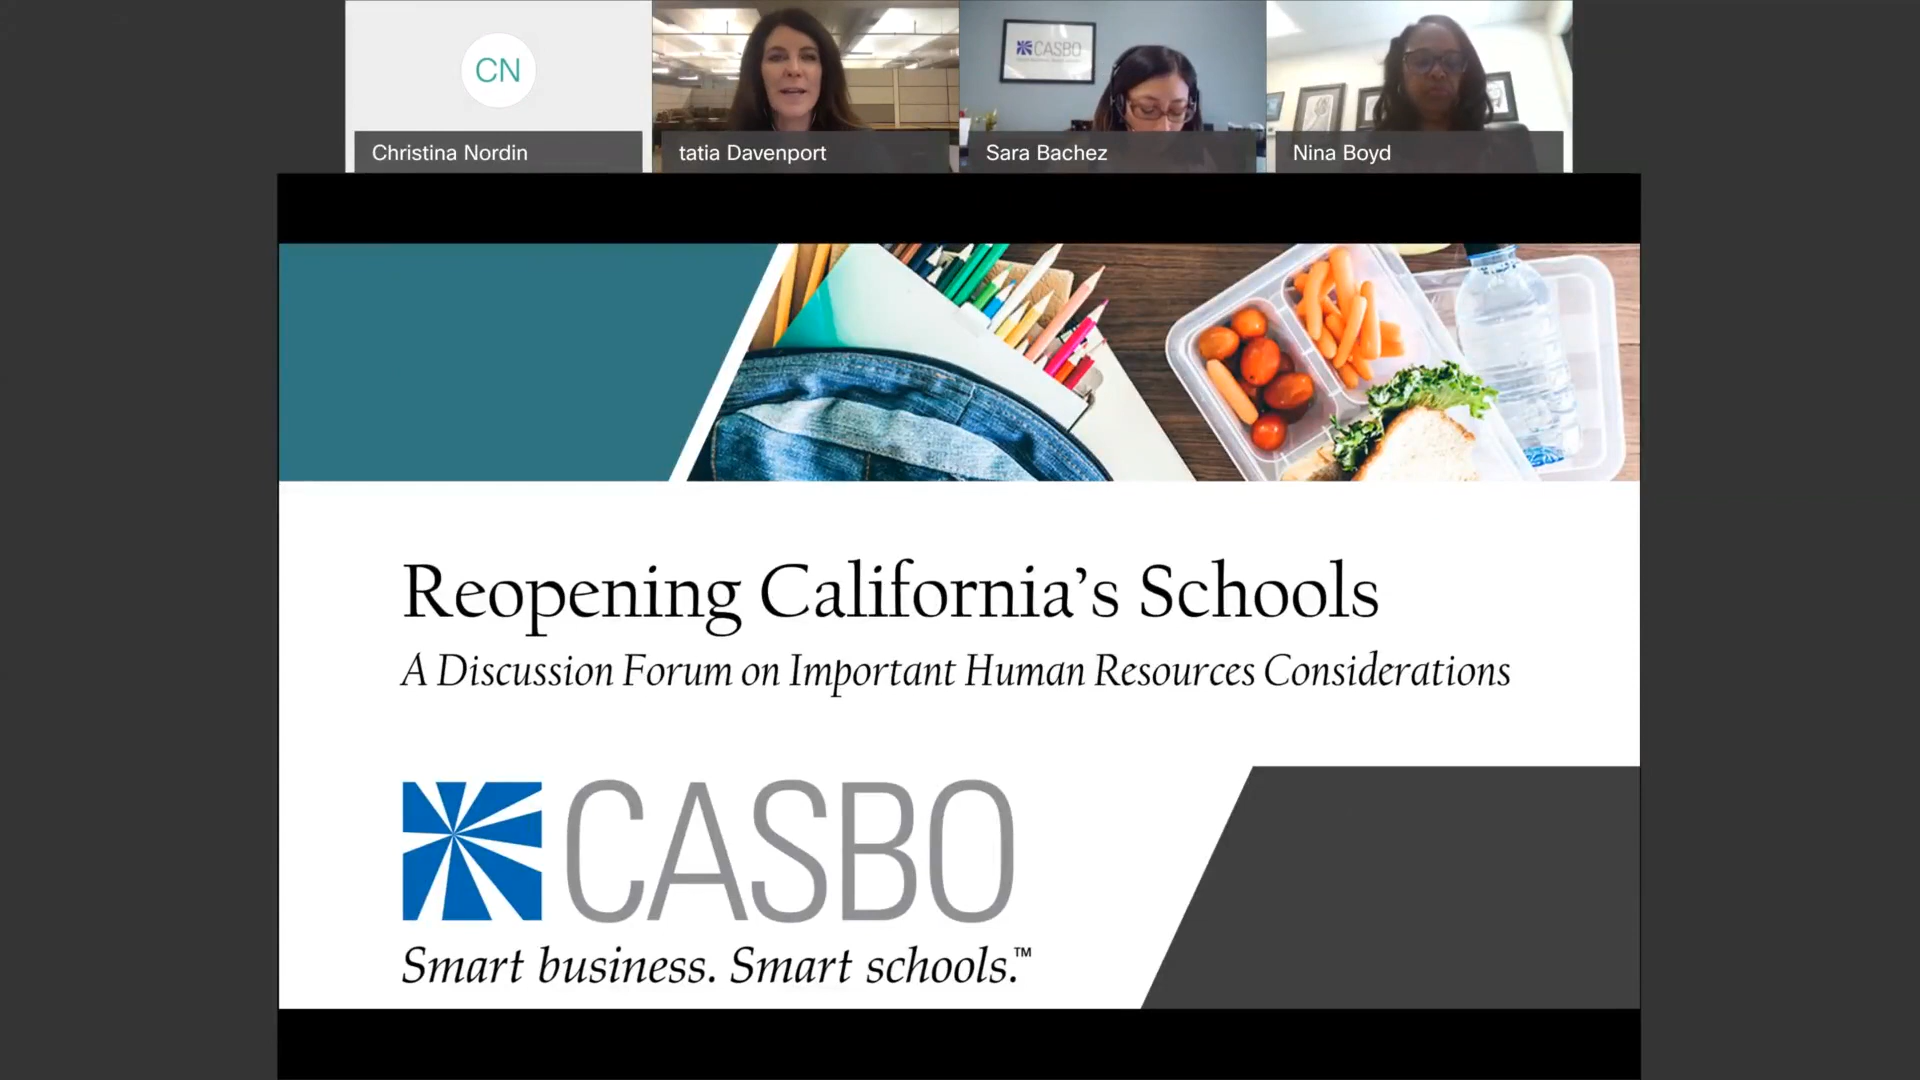 CN
Christina Nordin
tatia Davenport
CASBO
Sara Bachez
Nina Boyd
Reopening California's Schools
A Discussion Forum on Important Human Resources Considerations
CASBO
Smart business. Smart schools.™